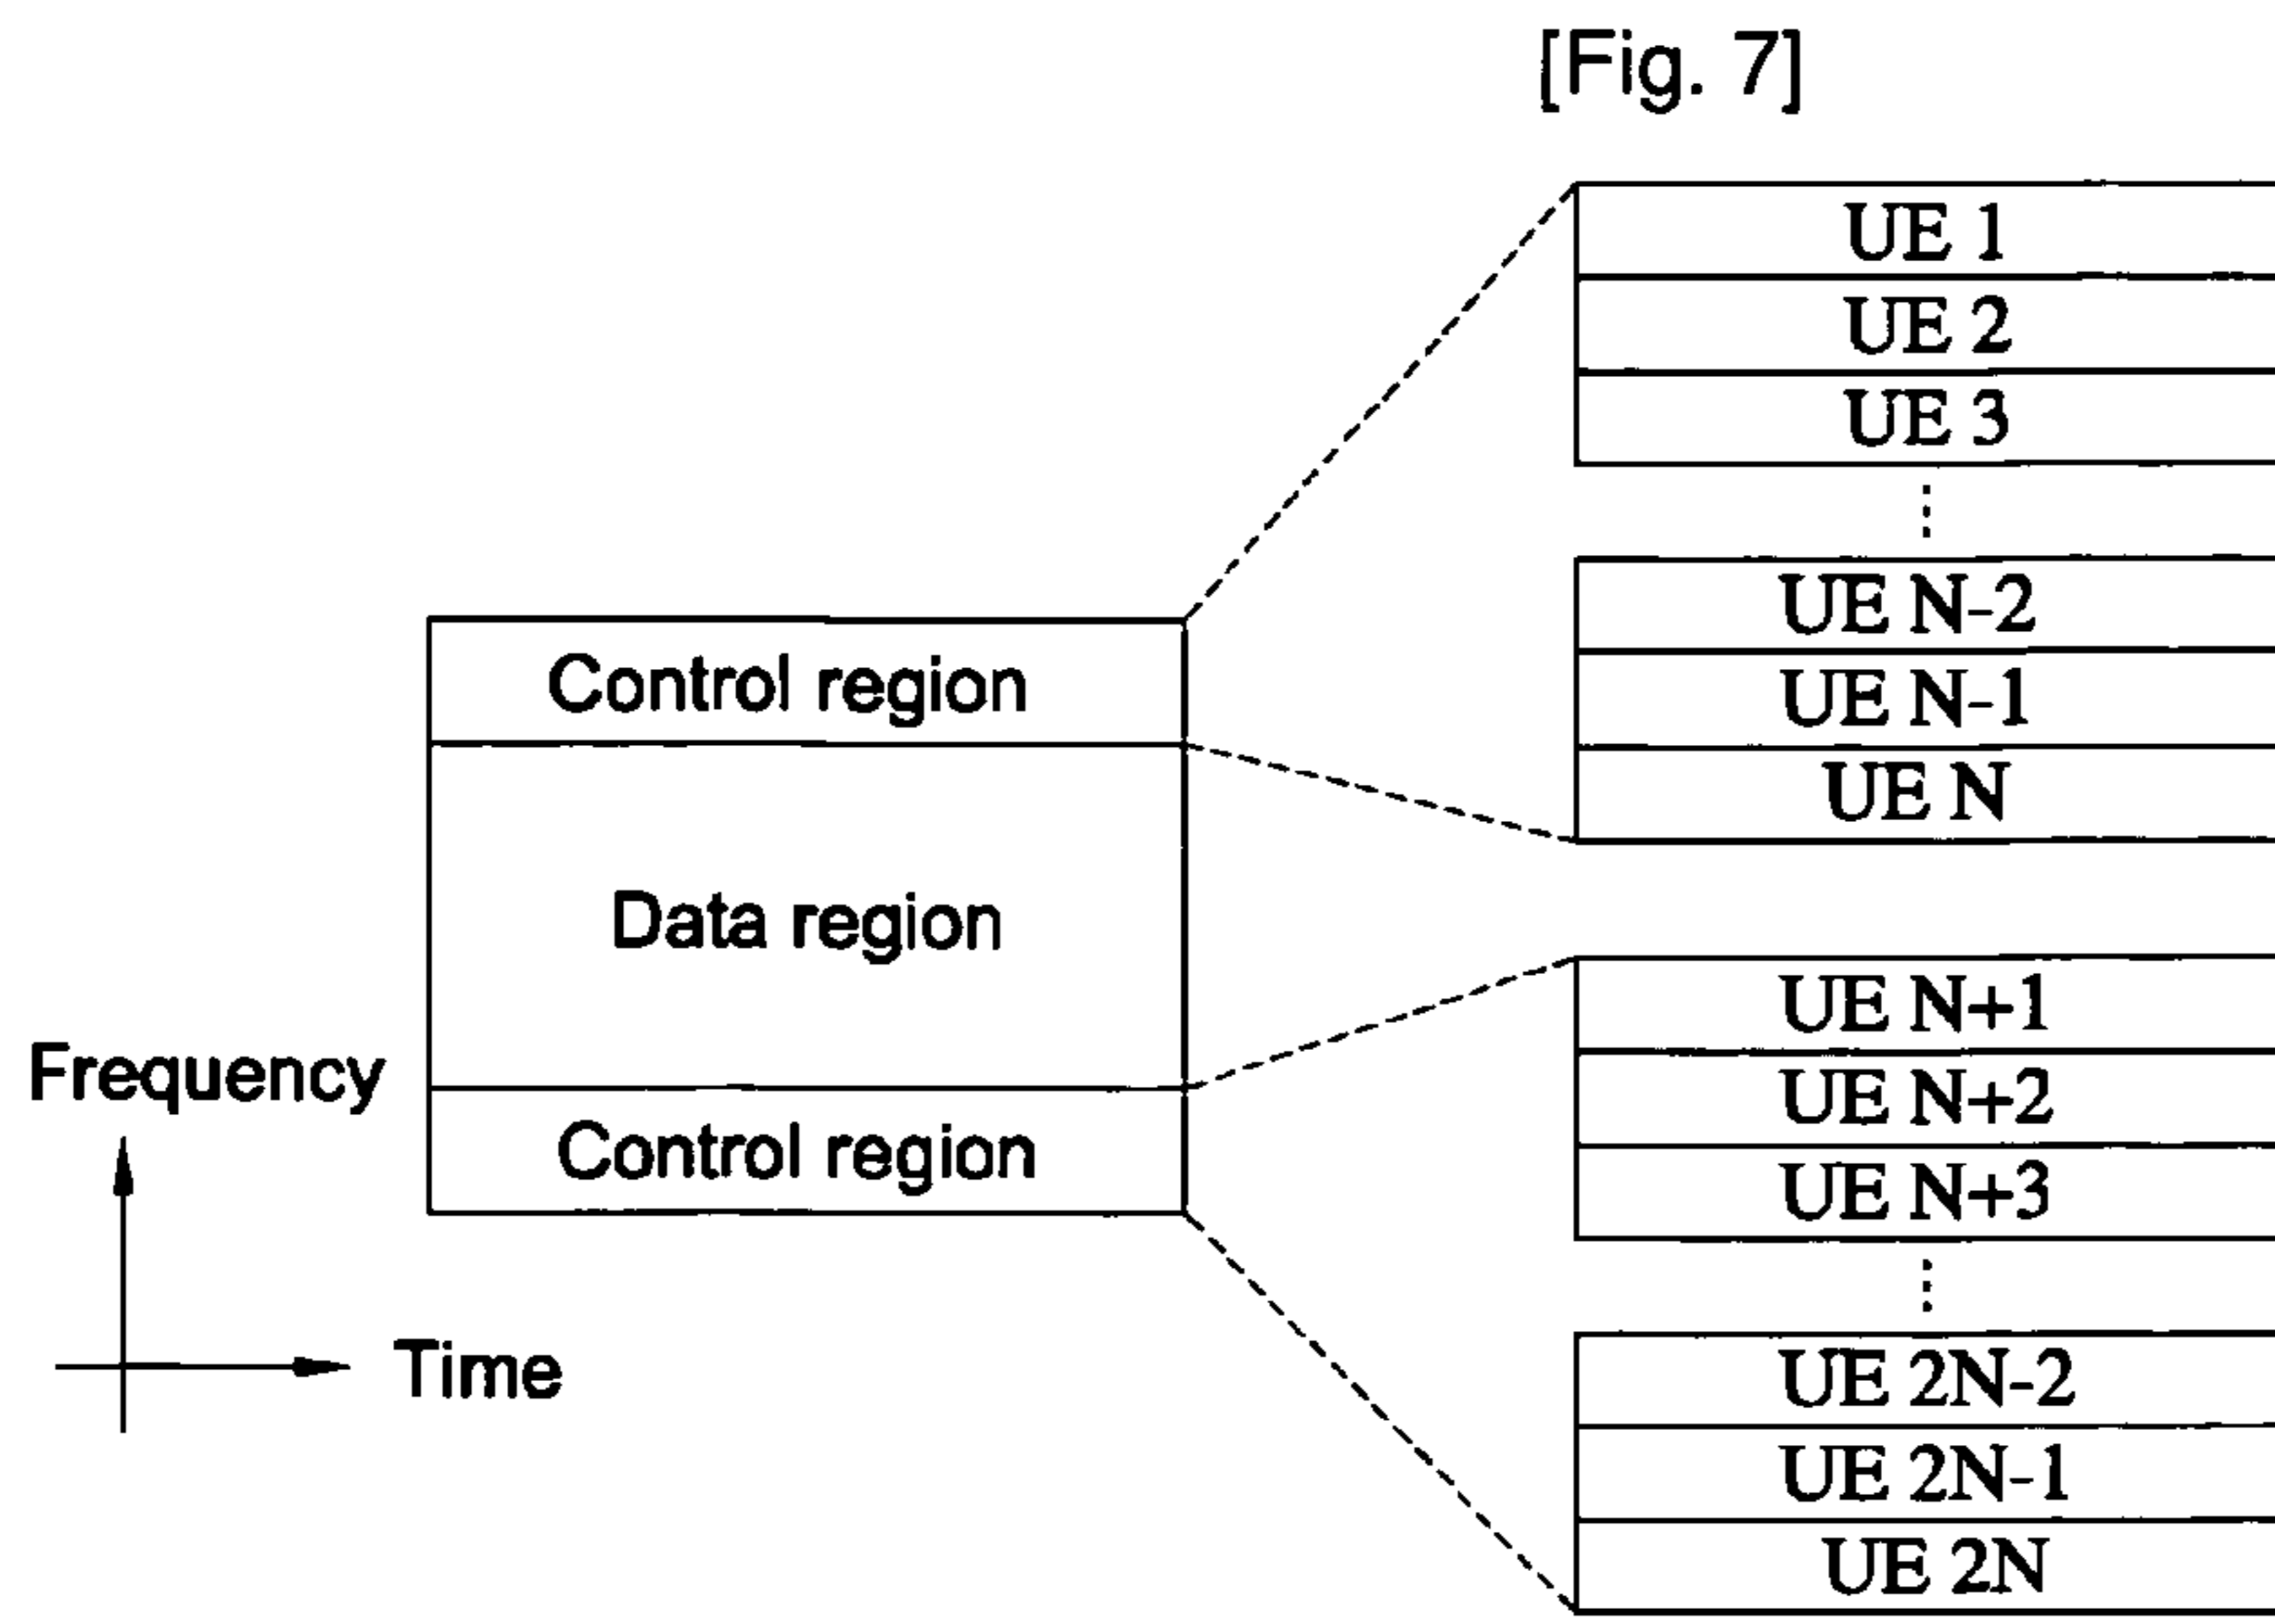 [Fig. 7]
UE 1
UE 2
UE 3
UE N-2
UE N-1
UE N
Control region
Data region
Control region
UE N+1
UE N+2
UE N+3
UE 2N-2
UE 2N-1
UE 2N
Frequency
Time